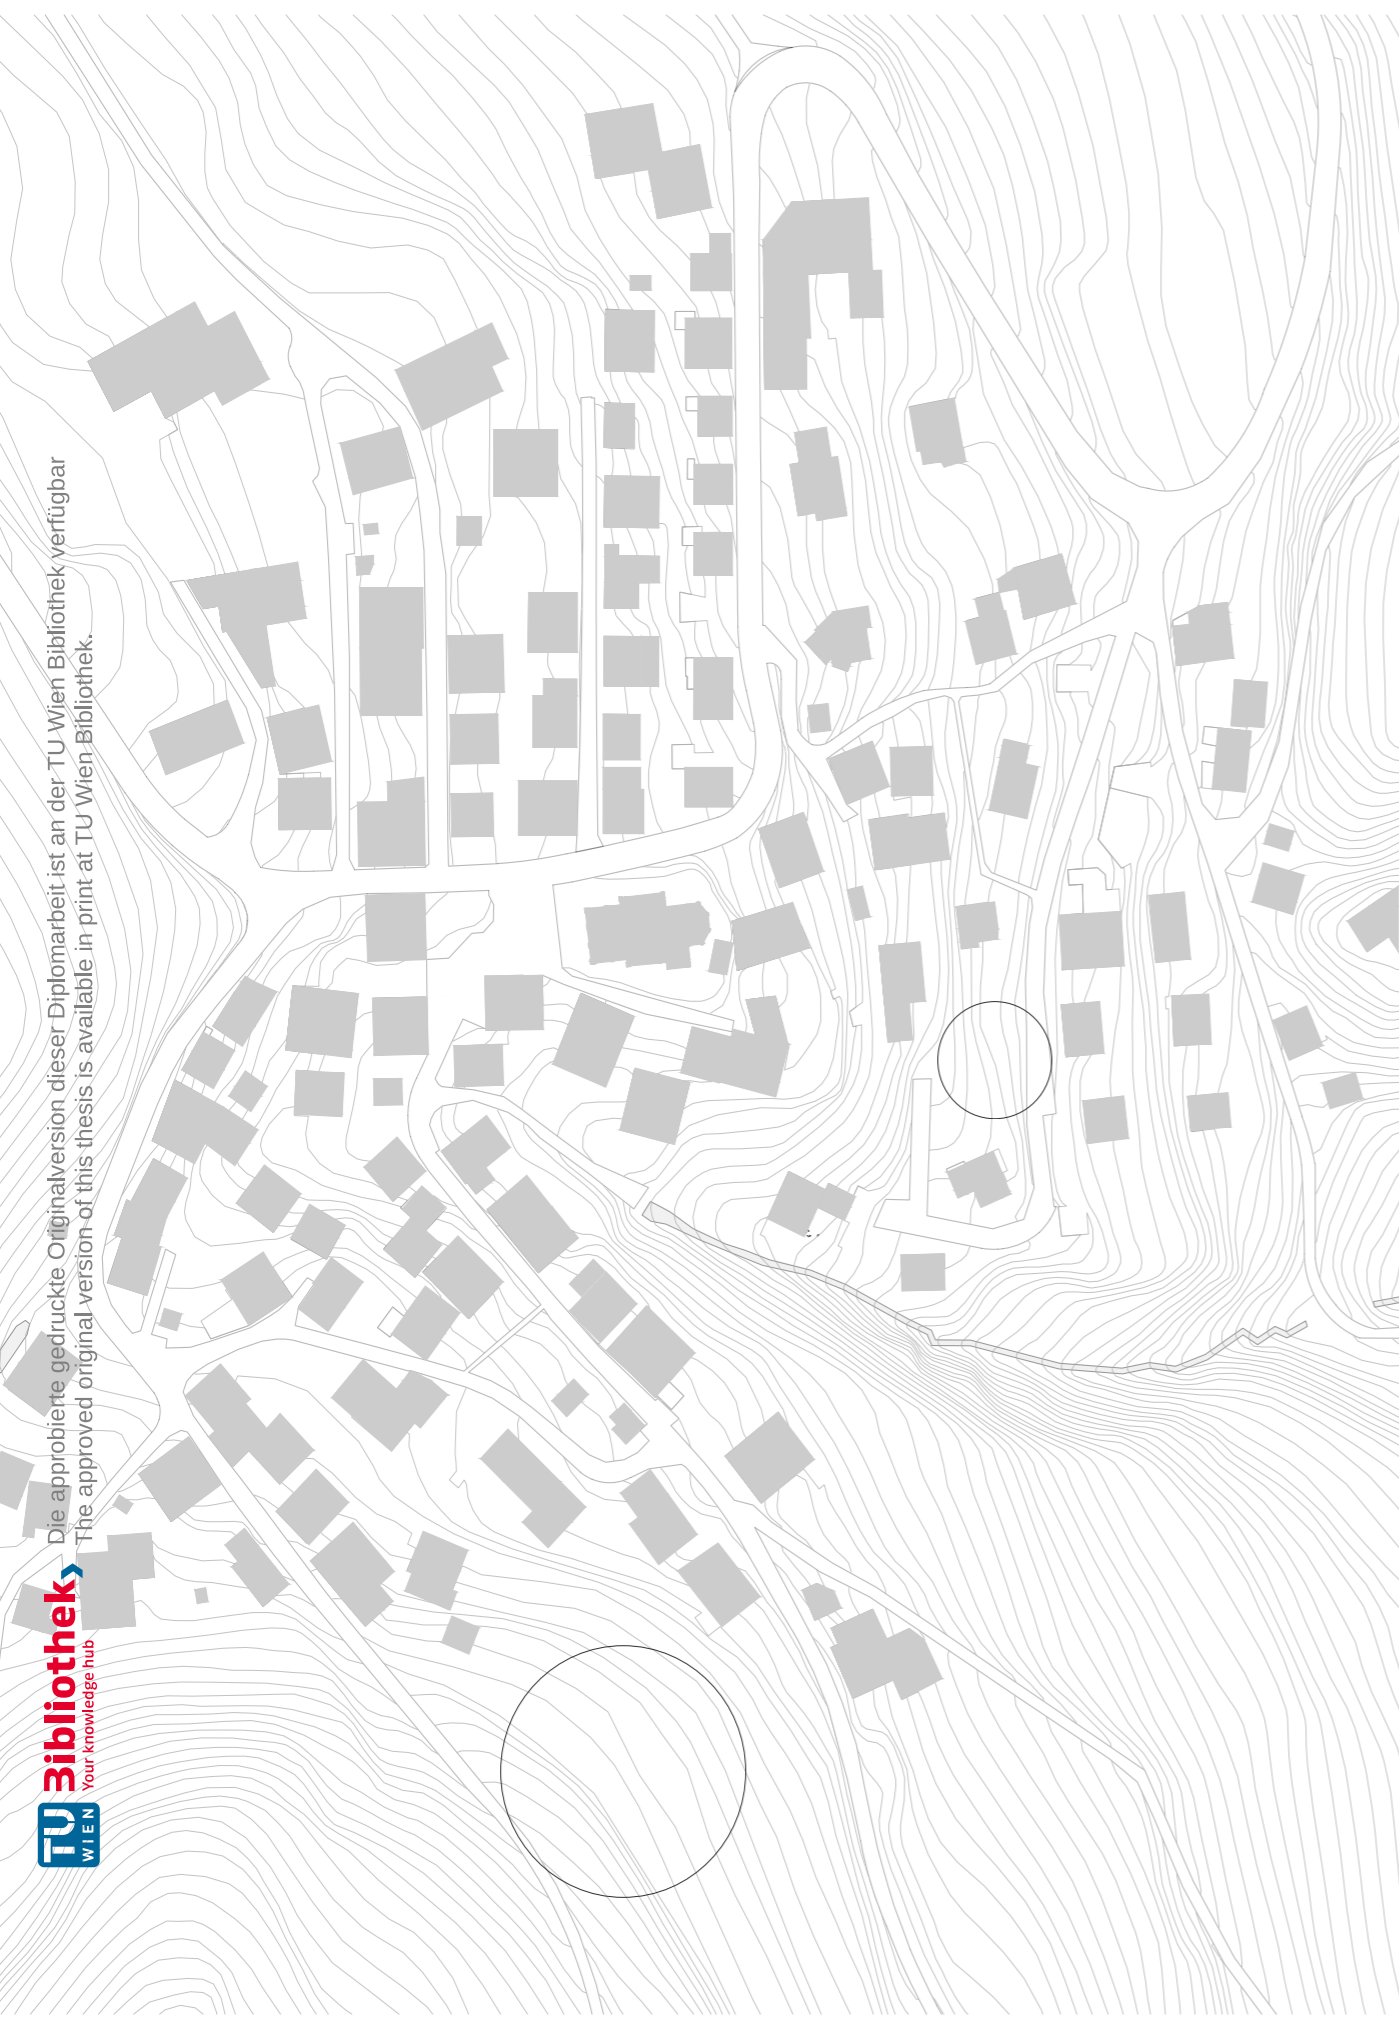 Die approbierte gedruckte Originalversion dieser Diplomarbeit ist an der TU Wien Bibliothek verfügbar
The approved original version of this thesis is available in print at TU Wien Bibliothek.
Bibliothek
Your knowledge hub
TU
WIEN